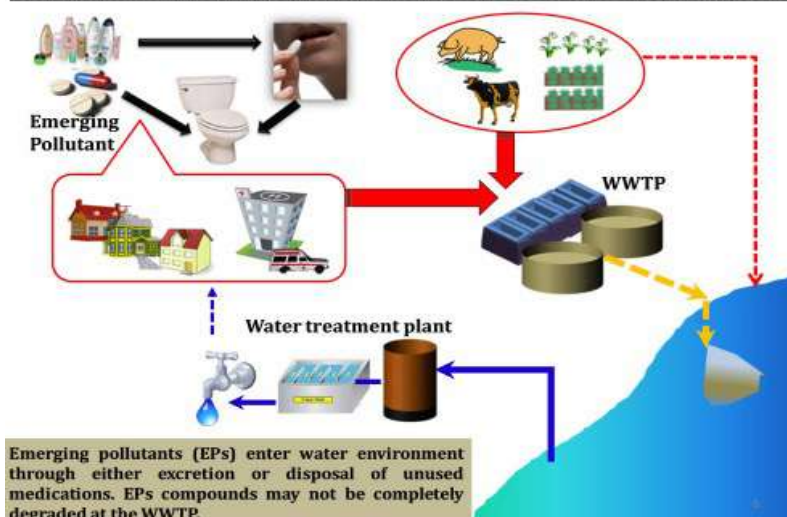 Emerging
Pollutant
WWTP
Water treatment plant
Emerging pollutants (EPs) enter water environment
through either excretion or disposal of unused
medications. EPs compounds may not be completely
degraded at the WWTP.